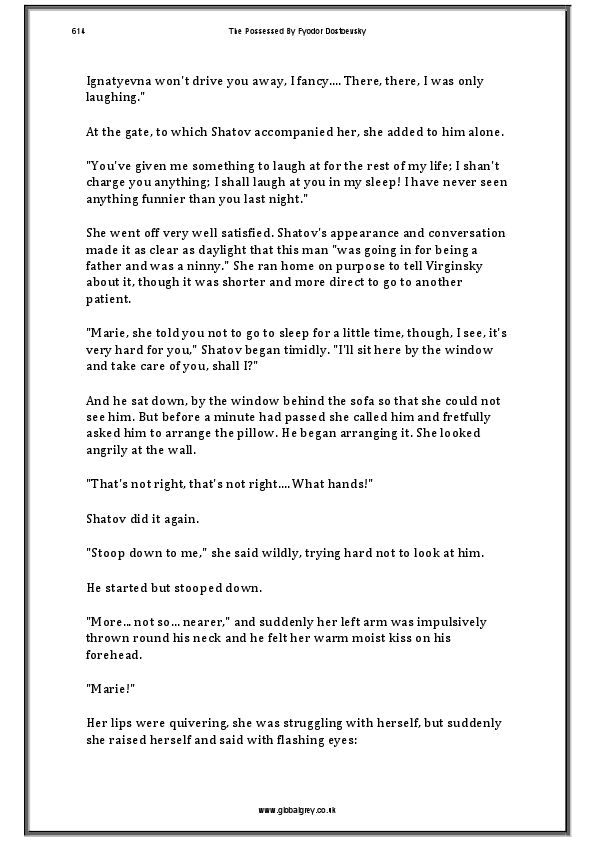 614 The Possessed By Fyodor Dostoevsky
Ignatyevna won't drive you away, I fancy.... There, there, I was only
laughing."
At the gate, to which Shatov accompanied her, she added to him alone.
"You've given me something to laugh at for the rest of my life; I shan't
charge you anything; I shall laugh at you in my sleep! I have never seen
anything funnier than you last night."
She went off very well satisfied. Shatov's appearance and conversation
made it as clear as daylight that this man "was going in for being a
father and was a ninny." She ran home on purpose to tell Virginsky
about it, though it was shorter and more direct to go to another
patient.
"Marie, she told you not to go to sleep for a little time, though, I see, it's
very hard for you," Shatov began timidly. "I'll sit here by the window
and take care of you, shall I?"
And he sat down, by the window behind the sofa so that she could not
see him. But before a minute had passed she called him and fretfully
asked him to arrange the pillow. He began arranging it. She looked
angrily at the wall.
"That's not right, that's not right.... What hands!"
Shatov did it again.
"Stoop down to me," she said wildly, trying hard not to look at him.
He started but stooped down.
"More... not so... nearer," and suddenly her left arm was impulsively
thrown round his neck and he felt her warm moist kiss on his
forehead.
"Marie!"
Her lips were quivering, she was struggling with herself, but suddenly
she raised herself and said with flashing eyes:
www.globalgrey.co.uk